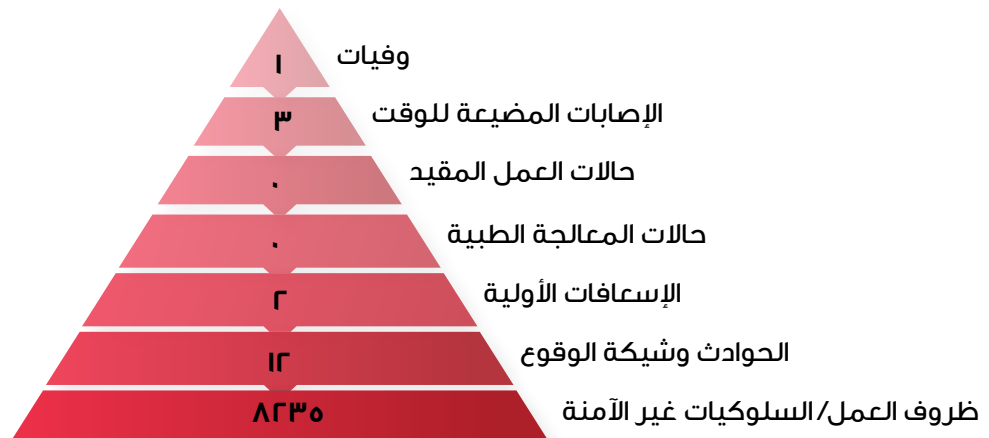 ١
وفيات
٣
الإصابات المضيعة للوقت
٠
حالات العمل المقيد
٠
حالات المعالجة الطبية
٢
الإسعافات الأولية
١٢
الحوادث وشيكة الوقوع
٨٢٣٥
ظروف العمل/ السلوكيات غير الآمنة